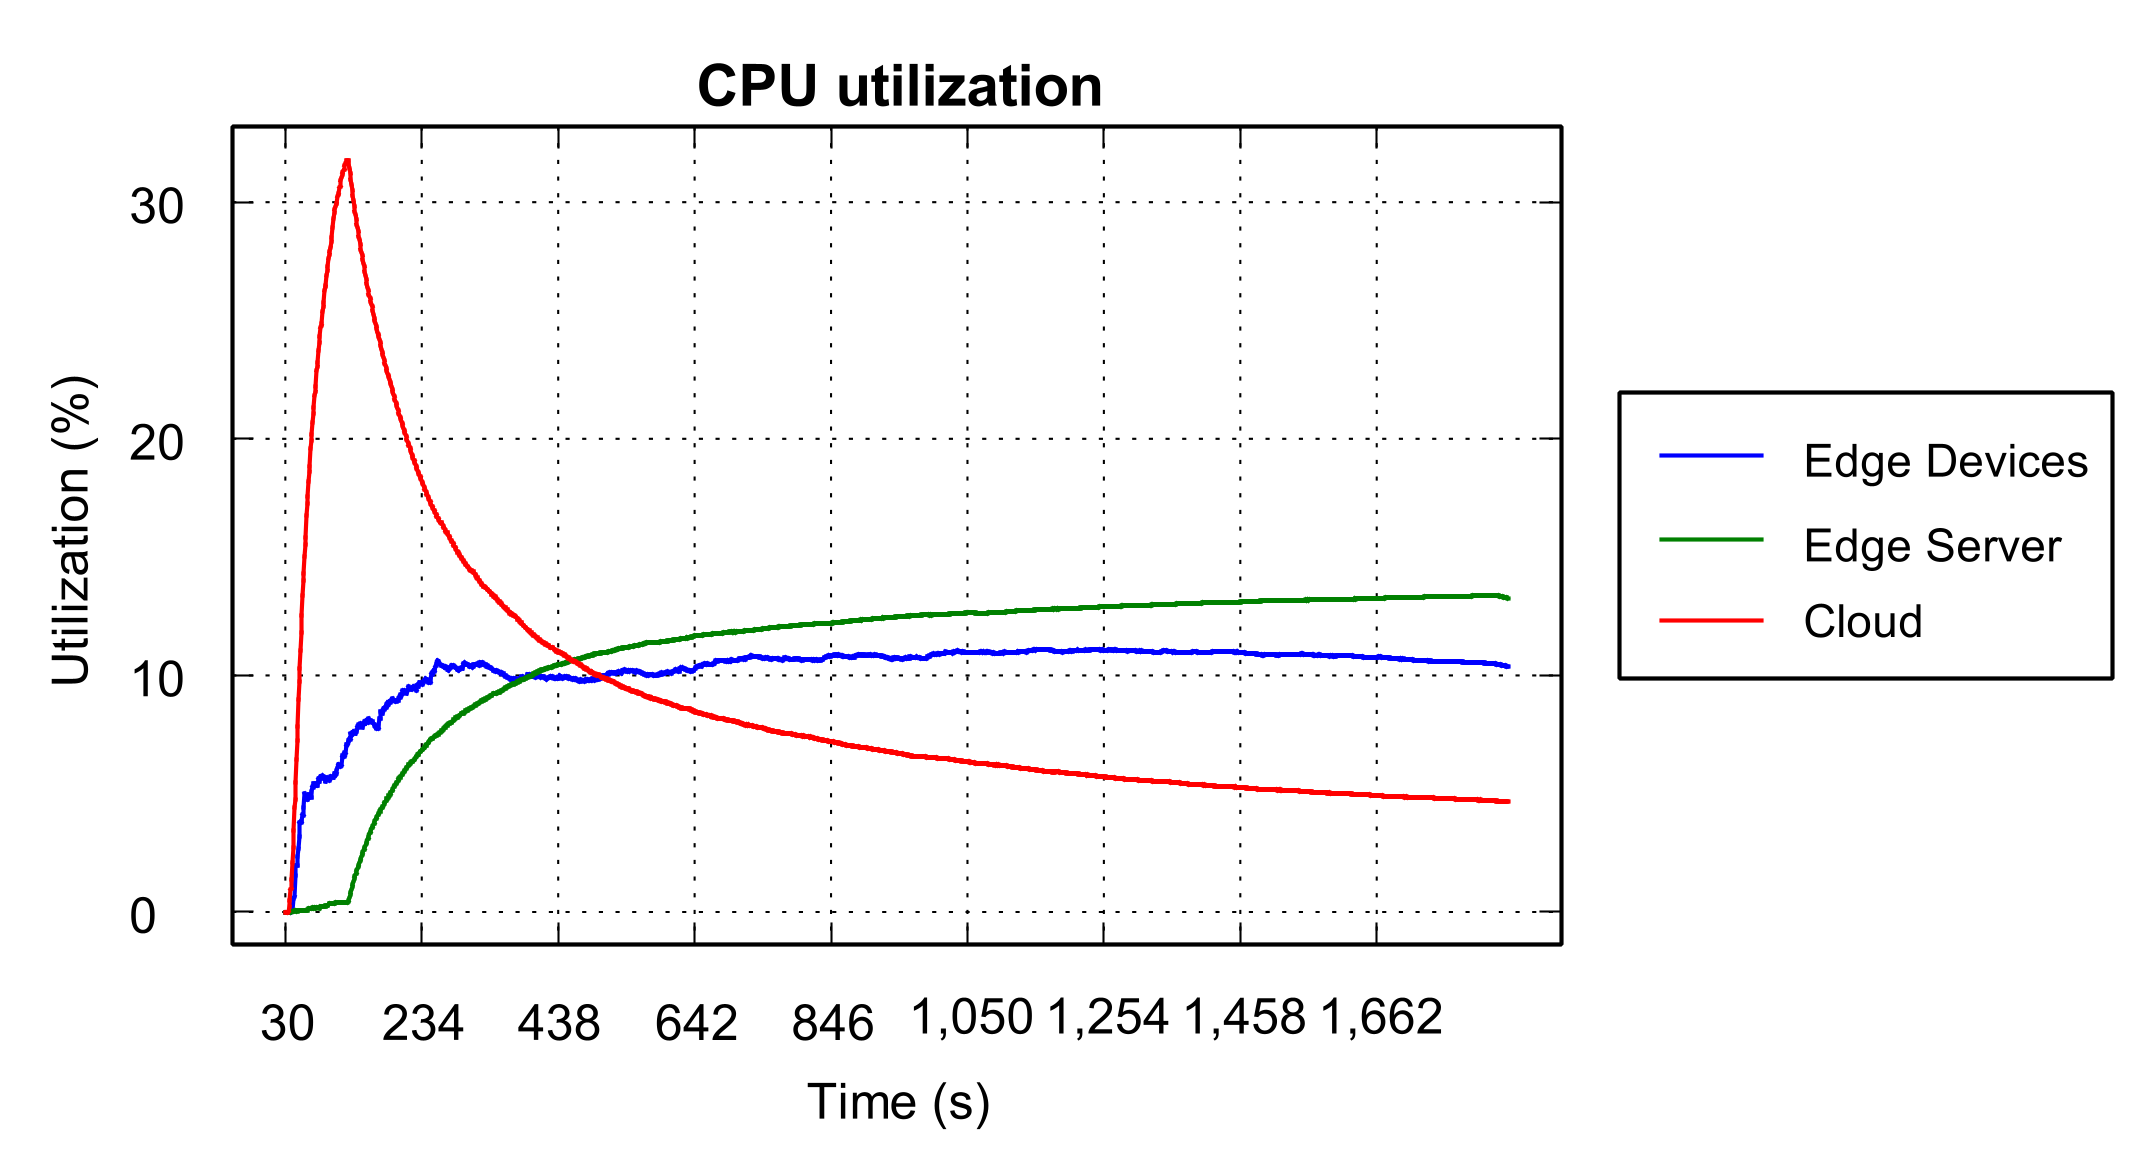 CPU utilization
Utilization (%)
30
20
10
0
30 234 438 642 846 1,050 1,254 1,458 1,662
Time (s)
Edge Devices
Edge Server
Cloud